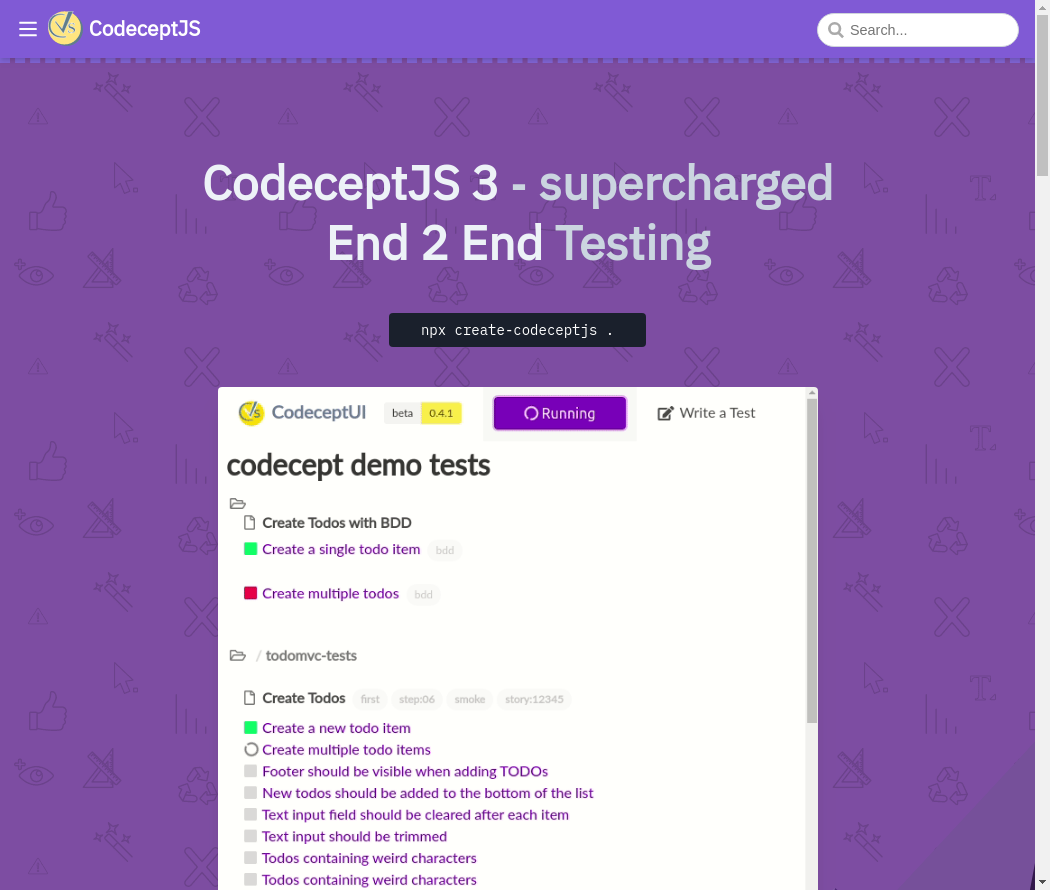 CodeceptJS
Search...
CodeceptJS 3 - supercharged
End 2 End Testing
npx create-codeceptjs .
CodeceptUI beta 0.4.1 Running Write a Test
codecept demo tests
Create Todos with BDD
Create a single todo item bdd
Create multiple todos bdd
/ todomvc-tests
Create Todos first step:06 smoke story:12345
Create a new todo item
Create multiple todo items
Footer should be visible when adding TODOs
New todos should be added to the bottom of the list
Text input field should be cleared after each item
Text input should be trimmed
Todos containing weird characters
Todos containing weird characters